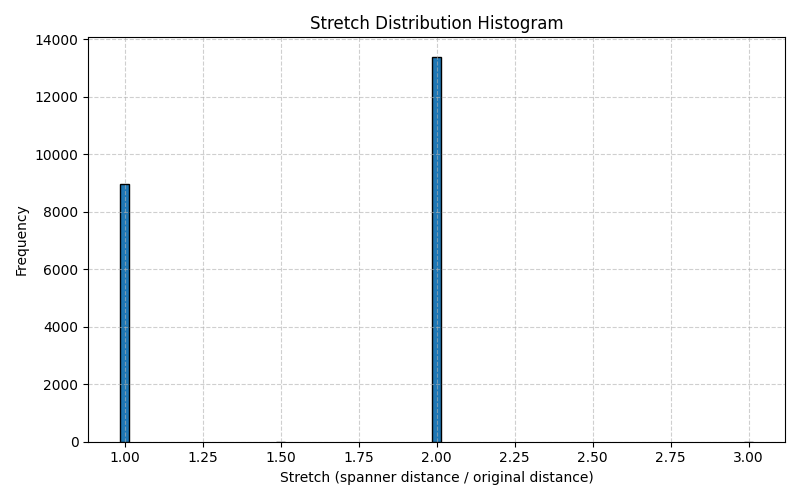 Stretch Distribution Histogram
14000
12000
10000
8000
6000
4000
2000
0
Frequency
1.00 1.25 1.50 1.75 2.00 2.25 2.50 2.75 3.00
Stretch (spanner distance / original distance)